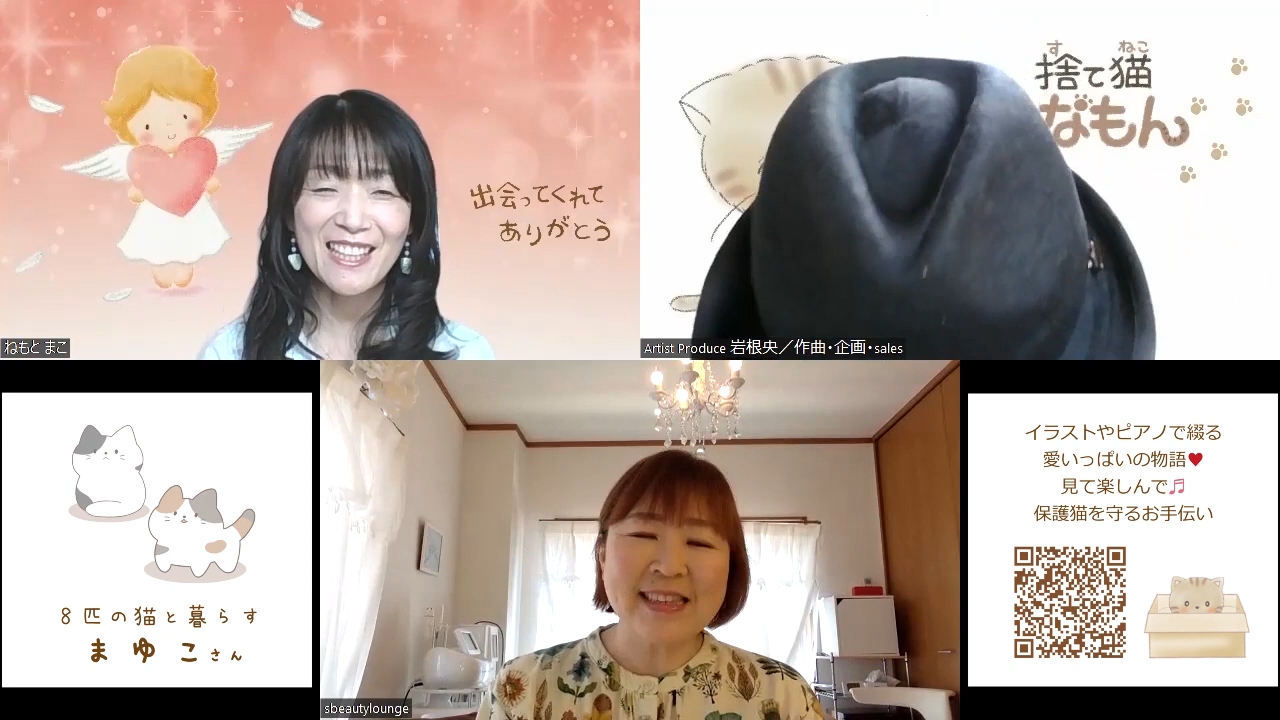 出会ってくれて
ありがとう
ねもと まこ
す ねこ
捨て猫
なもん
Artist Produce 岩根央／作曲・企画・sales
8匹の猫と暮らす
まゆこさん
sbeautylounge
イラストやピアノで綴る
愛いっぱいの物語♥
見て楽しんで🎵
保護猫を守るお手伝い